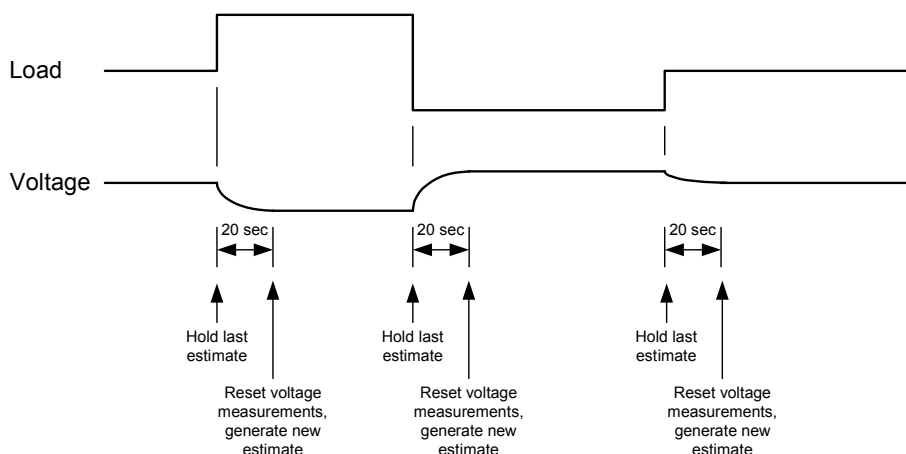 Load
Voltage
20 sec
20 sec
20 sec
Hold last
estimate
Hold last
estimate
Hold last
estimate
Reset voltage
measurements,
generate new
estimate
Reset voltage
measurements,
generate new
estimate
Reset voltage
measurements,
generate new
estimate